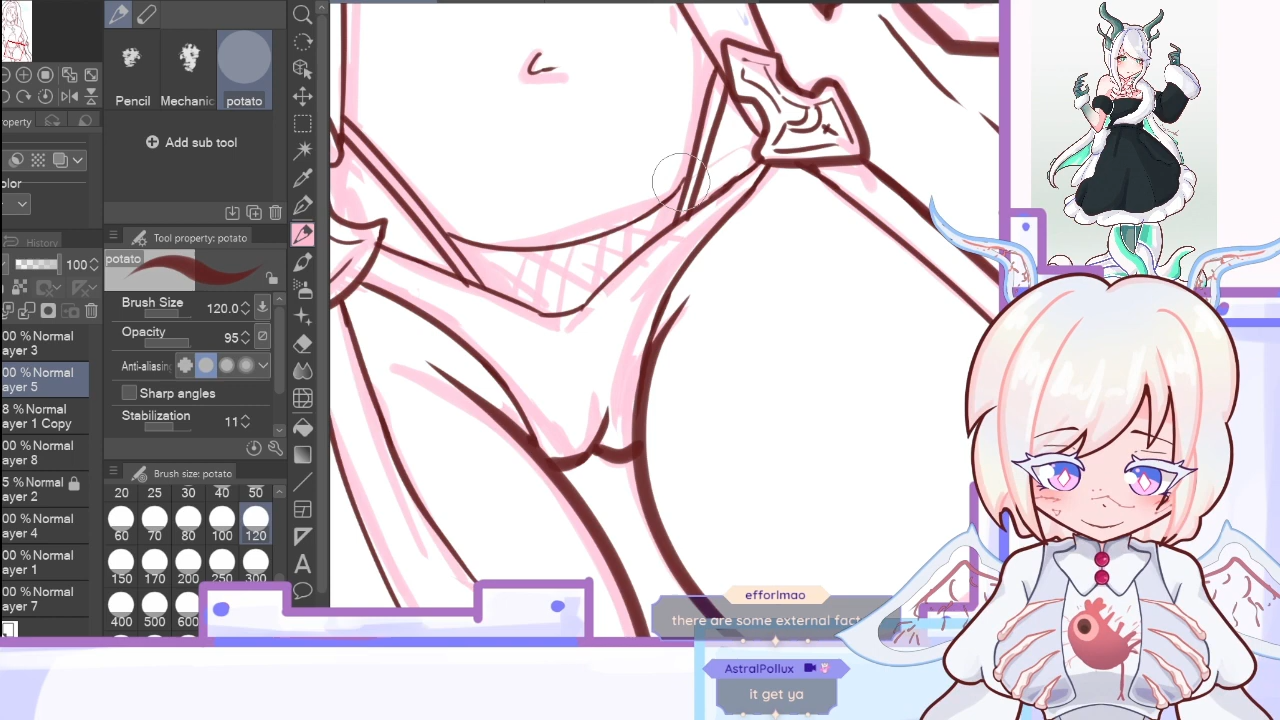 Pencil
Mechanic
potato
Add sub tool
roperty
olor
History
100
Tool property: potato
potato
Brush Size
120.0
Opacity
95
Anti-aliasing
Sharp angles
Stabilization
11
Brush size: potato
20 25 30 40 50
60 70 80 100 120
150 170 200 250 300
400 500 600
00 % Normal
ayer 3
00 % Normal
ayer 5
8 % Normal
ayer 1 Copy
00 % Normal
ayer 8
5 % Normal
ayer 2
00 % Normal
ayer 4
00 % Normal
ayer 1
00 % Normal
ayer 7
efforlmao
there are some external fact
AstralPollux
it get ya